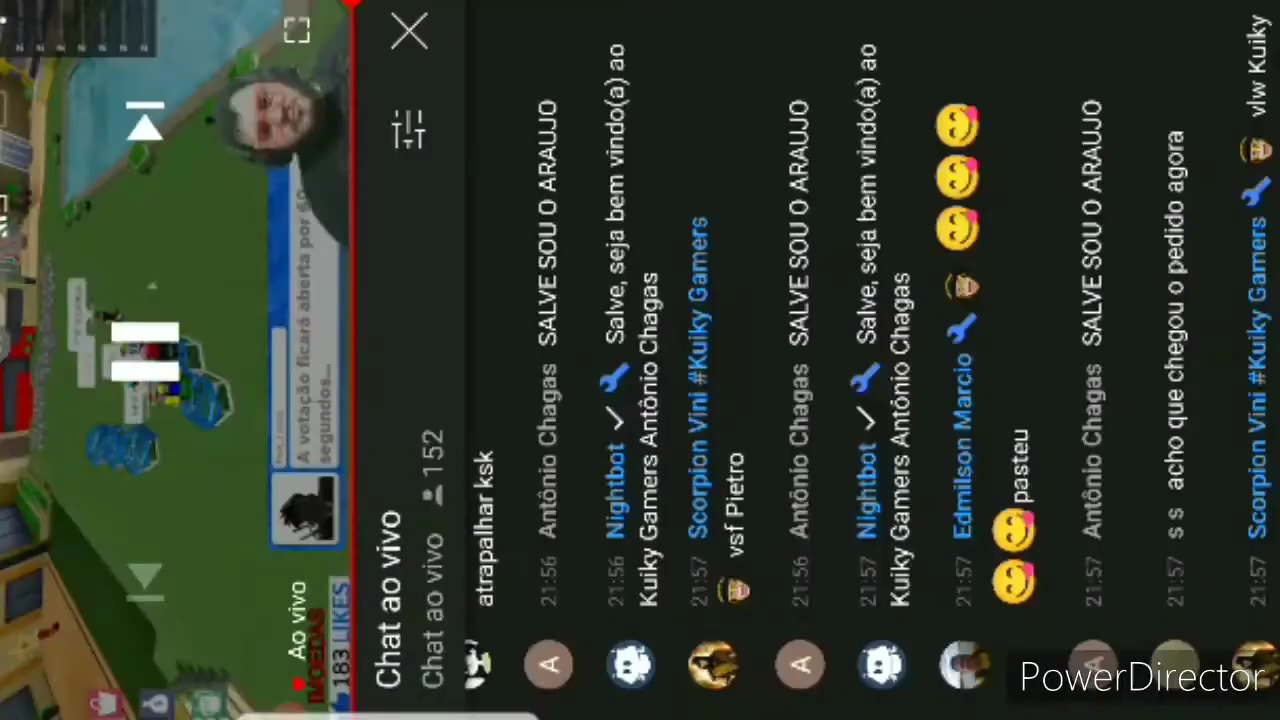 A votação ficará aberta por 60
segundos...
Ao vivo
MOEDAS
183 LIKES
Chat ao vivo
Chat ao vivo 152
atrapalhar ksk
21:56 Antônio Chagas SALVE SOU O ARAUJO
21:56 Nightbot Salve, seja bem vindo(a) ao
Kuiky Gamers Antônio Chagas
21:57 Scorpion Vini #Kuiky Gamers
vsf Pietro
21:56 Antônio Chagas SALVE SOU O ARAUJO
21:57 Nightbot Salve, seja bem vindo(a) ao
Kuiky Gamers Antônio Chagas
21:57 Edmilson Marcio 😋😋😋
😋😋pasteu
21:57 Antônio Chagas SALVE SOU O ARAUJO
21:57 s s acho que chegou o pedido agora
21:57 Scorpion Vini #Kuiky Gamers vlw Kuiky
PowerDirector